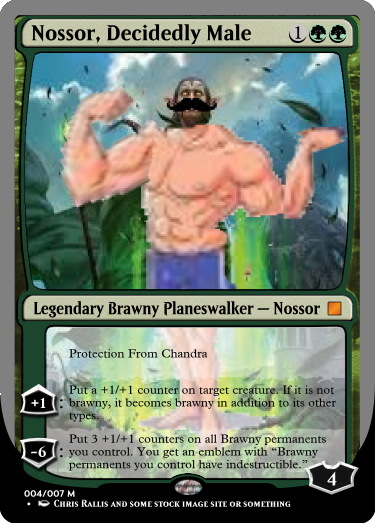 Nossor, Decidedly Male 1
Legendary Brawny Planeswalker — Nossor
Protection From Chandra
+1 : Put a +1/+1 counter on target creature. If it is not
brawny, it becomes brawny in addition to its other
types.
-6 : Put 3 +1/+1 counters on all Brawny permanents
you control. You get an emblem with “Brawny
permanents you control have indestructible.”
4
004/007 M
• Chris Rallis and some stock image site or something